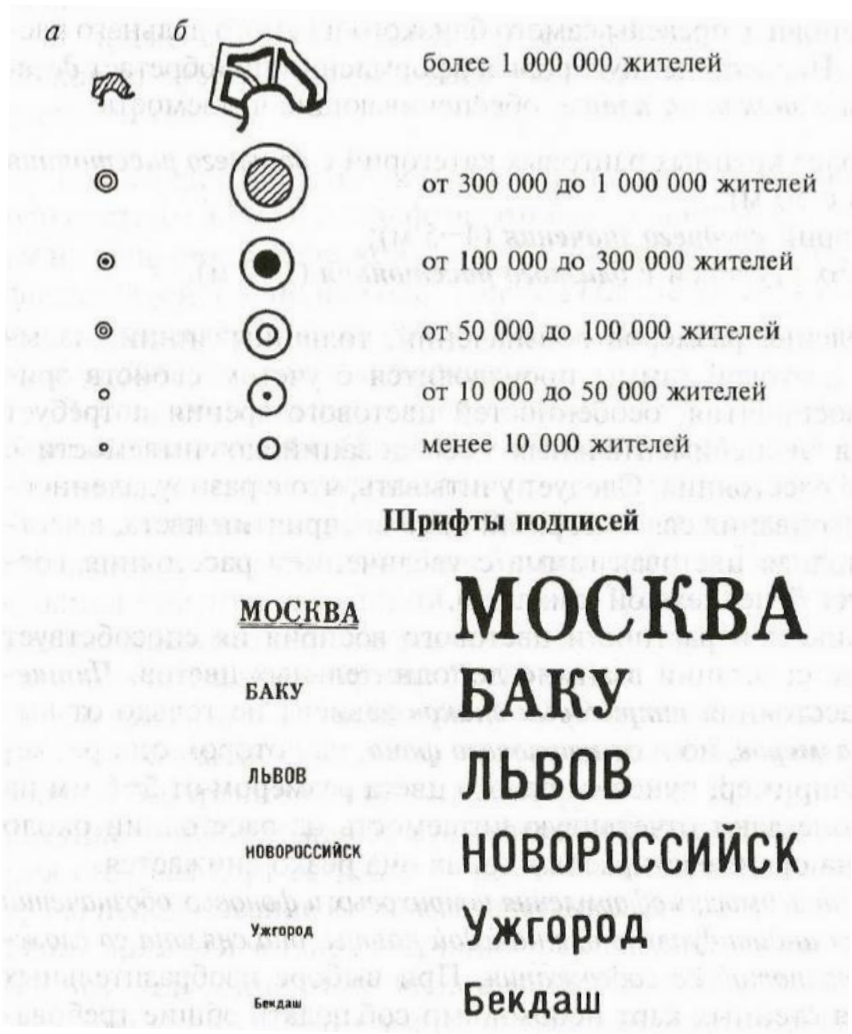 а б
более 1 000 000 жителей
от 300 000 до 1 000 000 жителей
от 100 000 до 300 000 жителей
от 50 000 до 100 000 жителей
от 10 000 до 50 000 жителей
менее 10 000 жителей
Шрифты подписей
МОСКВА МОСКВА
БАКУ БАКУ
ЛЬВОВ ЛЬВОВ
НОВОРОССИЙСК НОВОРОССИЙСК
Ужгород Ужгород
Бекдаш Бекдаш